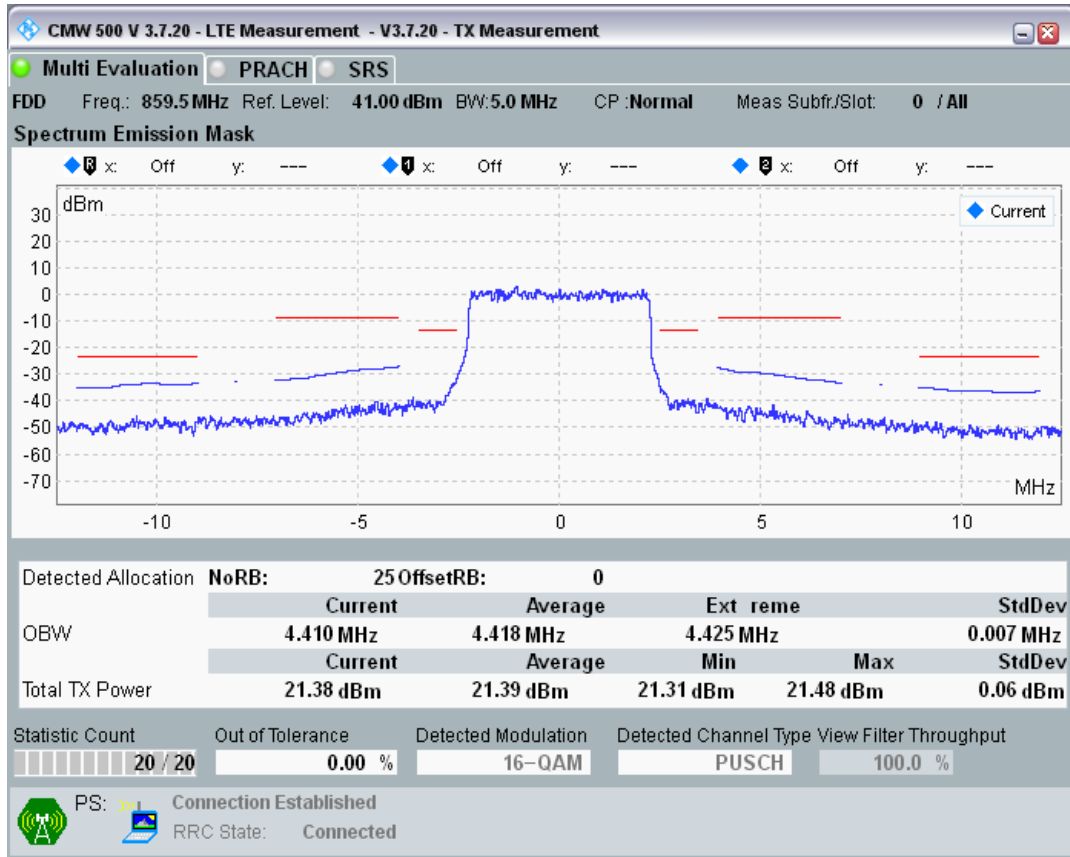 CMW 500 V 3.7.20 - LTE Measurement - V3.7.20 - TX Measurement
Multi Evaluation PRACH SRS
FDD Freq.: 859.5 MHz Ref. Level: 41.00 dBm BW:5.0 MHz CP :Normal Meas Subfr./Slot: 0 / All
Spectrum Emission Mask
R x: Off y: --- 1 x: Off y: --- 2 x: Off y: ---
dBm
Current
30
20
10
0
-10
-20
-30
-40
-50
-60
-70
MHz
-10 -5 0 5 10
Detected Allocation NoRB: 25 OffsetRB: 0
Current Average Ext reme StdDev
OBW 4.410 MHz 4.418 MHz 4.425 MHz 0.007 MHz
Current Average Min Max StdDev
Total TX Power 21.38 dBm 21.39 dBm 21.31 dBm 21.48 dBm 0.06 dBm
Statistic Count Out of Tolerance Detected Modulation Detected Channel Type View Filter Throughput
20 / 20 0.00 % 16-QAM PUSCH 100.0 %
PS: Connection Established
RRC State: Connected